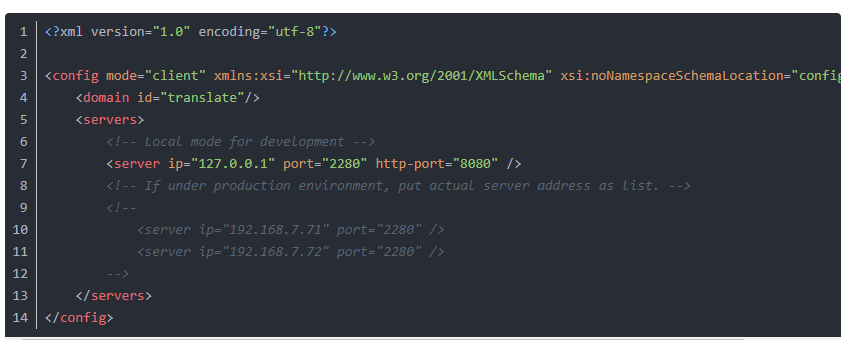 1 <?xml version="1.0" encoding="utf-8"?>
2
3 <config mode="client" xmlns:xsi="http://www.w3.org/2001/XMLSchema" xsi:noNamespaceSchemaLocation="config
4 <domain id="translate"/>
5 <servers>
6 <!-- Local mode for development -->
7 <server ip="127.0.0.1" port="2280" http-port="8080" />
8 <!-- If under production environment, put actual server address as list. -->
9 <!--
10 <server ip="192.168.7.71" port="2280" />
11 <server ip="192.168.7.72" port="2280" />
12 -->
13 </servers>
14 </config>